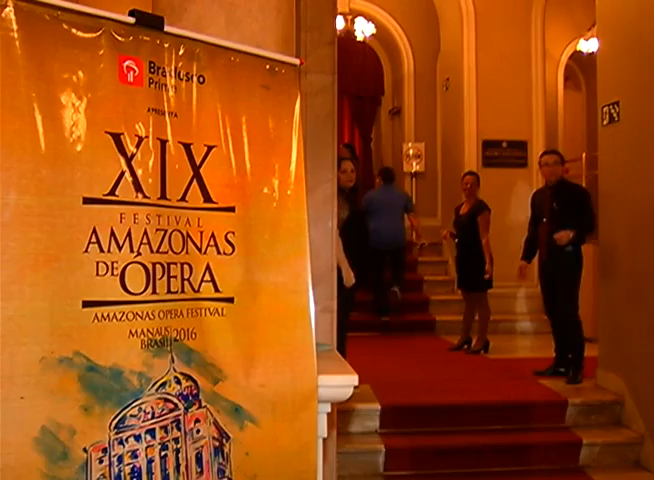 Bradesco
Prime
APRESENTA
XIX
FESTIVAL
AMAZONAS
DE ÓPERA
AMAZONAS OPERA FESTIVAL
MANAUS
BRASIL 2016